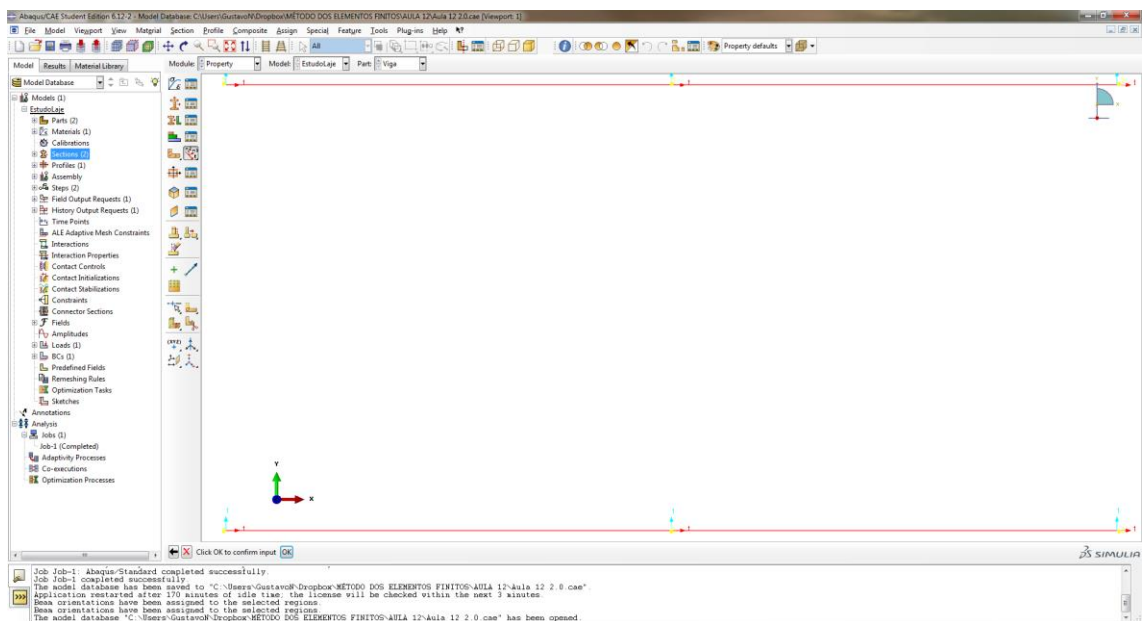 Abaqus/CAE Student Edition 6.12-2 - Model Database: C:\Users\GustavoN\Dropbox\MÉTODO DOS ELEMENTOS FINITOS\AULA 12\Aula 12 2.0.cae [Viewport: 1]
File Model Viewport View Material Section Profile Composite Assign Special Feature Tools Plug-ins Help
All
Property defaults
Model Results Material Library
Module: Property Model: EstudoLaje Part: Viga
Model Database
Models (1)
EstudoLaje
Parts (2)
Materials (1)
Calibrations
Sections (2)
Profiles (1)
Assembly
Steps (2)
Field Output Requests (1)
History Output Requests (1)
Time Points
ALE Adaptive Mesh Constraints
Interactions
Interaction Properties
Contact Controls
Contact Initializations
Contact Stabilizations
Constraints
Connector Sections
Fields
Amplitudes
Loads (1)
BCs (1)
Predefined Fields
Remeshing Rules
Optimization Tasks
Sketches
Annotations
Analysis
Jobs (1)
Job-1 (Completed)
Adaptivity Processes
Co-executions
Optimization Processes
(XYZ)
1 1 1
Y
X
1 1 1
Click OK to confirm input OK
SIMULIA
Job Job-1: Abaqus/Standard completed successfully.
Job Job-1 completed successfully.
The model database has been saved to "C:\Users\GustavoN\Dropbox\MÉTODO DOS ELEMENTOS FINITOS\AULA 12\Aula 12 2.0.cae".
Application restarted after 170 minutes of idle time; the license will be checked within the next 3 minutes.
Beam orientations have been assigned to the selected regions.
Beam orientations have been assigned to the selected regions.
The model database "C:\Users\GustavoN\Dropbox\MÉTODO DOS ELEMENTOS FINITOS\AULA 12\Aula 12 2.0.cae" has been opened.